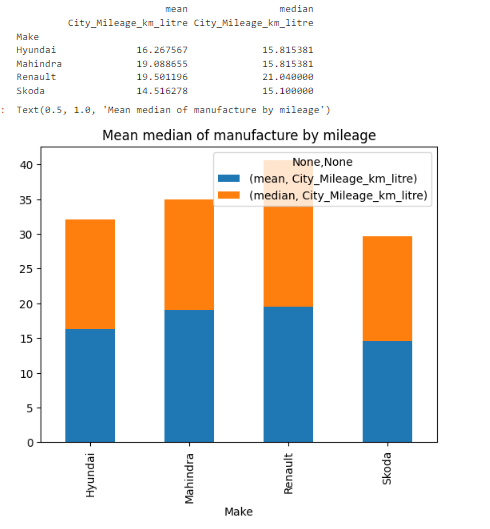 mean median
City_Mileage_km_litre City_Mileage_km_litre
Make
Hyundai 16.267567 15.815381
Mahindra 19.088655 15.815381
Renault 19.501196 21.040000
Skoda 14.516278 15.100000
: Text(0.5, 1.0, 'Mean median of manufacture by mileage')
Mean median of manufacture by mileage
None,None
(mean, City_Mileage_km_litre)
(median, City_Mileage_km_litre)
40
35
30
25
20
15
10
5
0
Hyundai
Mahindra
Renault
Skoda
Make